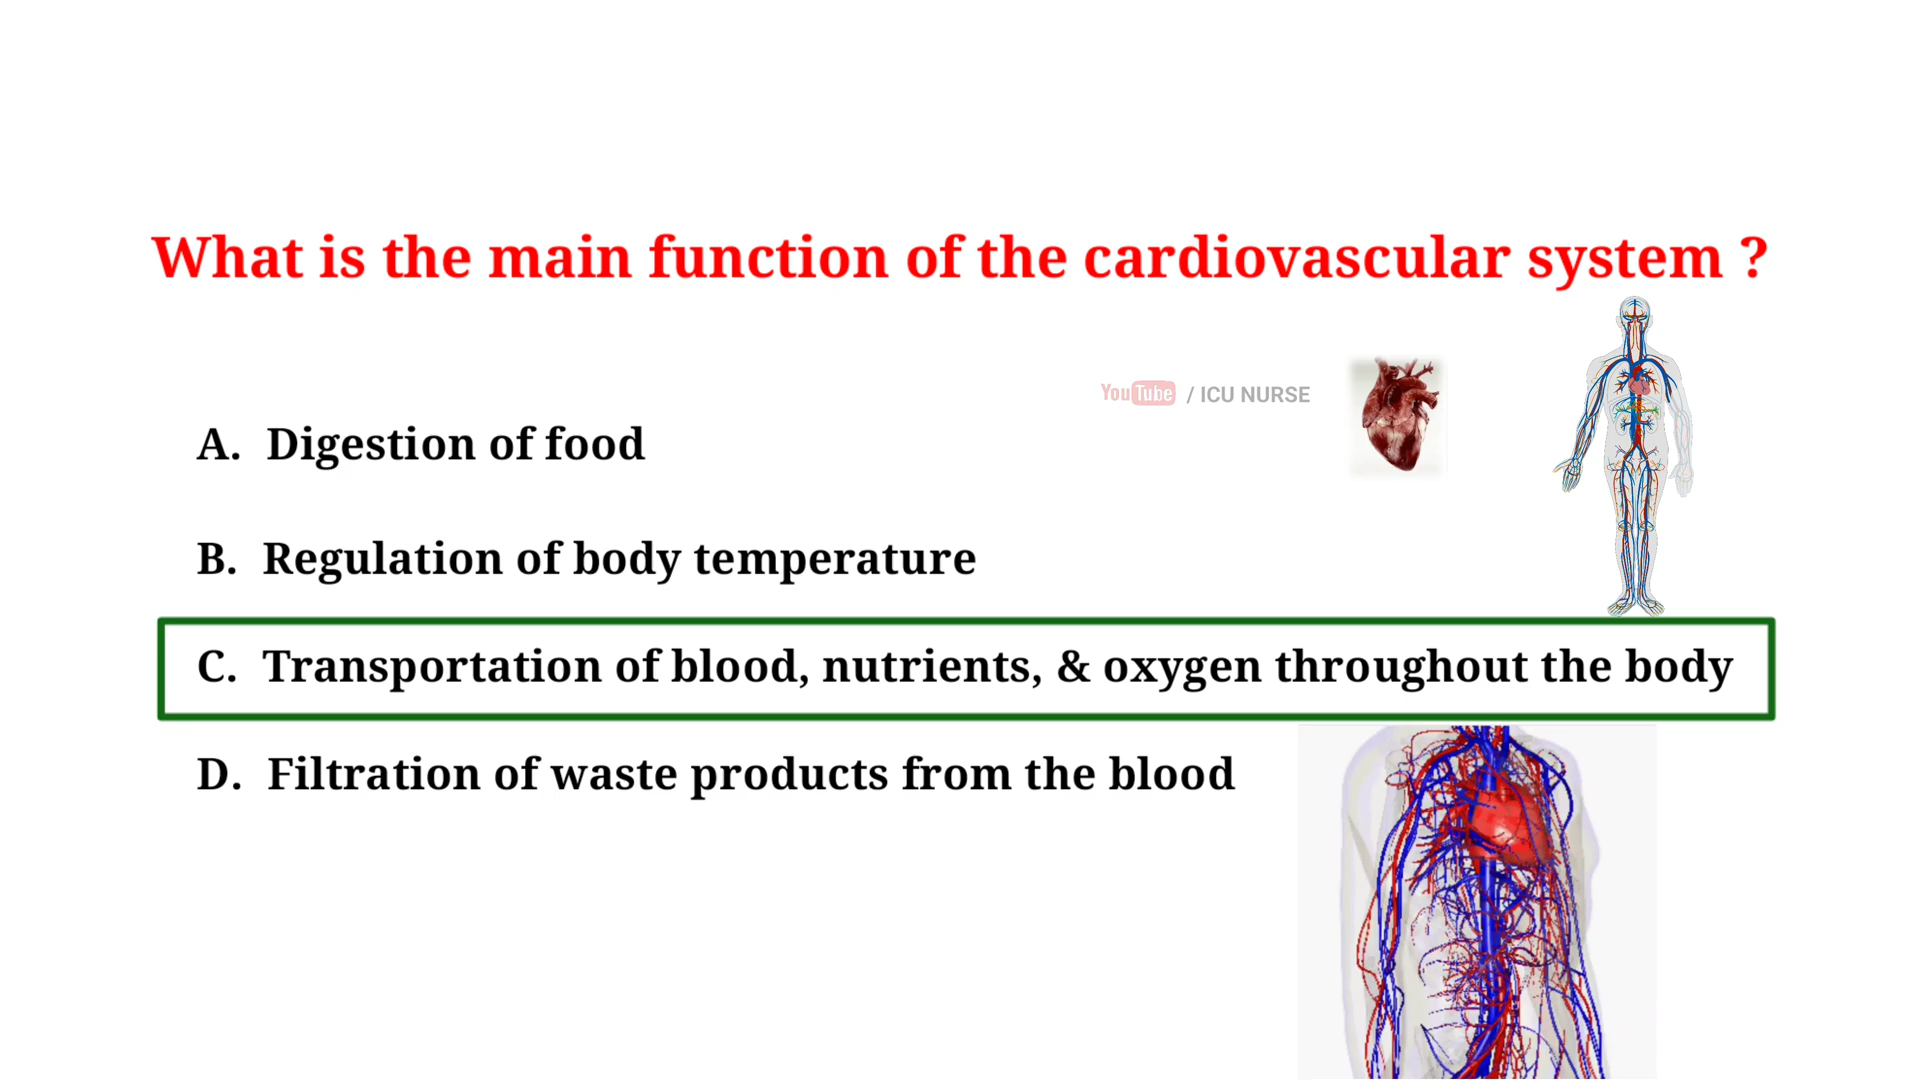 What is the main function of the cardiovascular system ?
YouTube / ICU NURSE
A. Digestion of food
B. Regulation of body temperature
C. Transportation of blood, nutrients, & oxygen throughout the body
D. Filtration of waste products from the blood